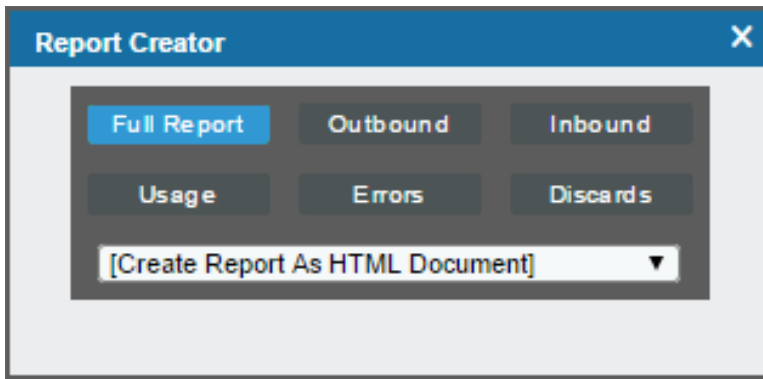 Report Creator
Full Report Outbound Inbound
Usage Errors Discards
[Create Report As HTML Document]